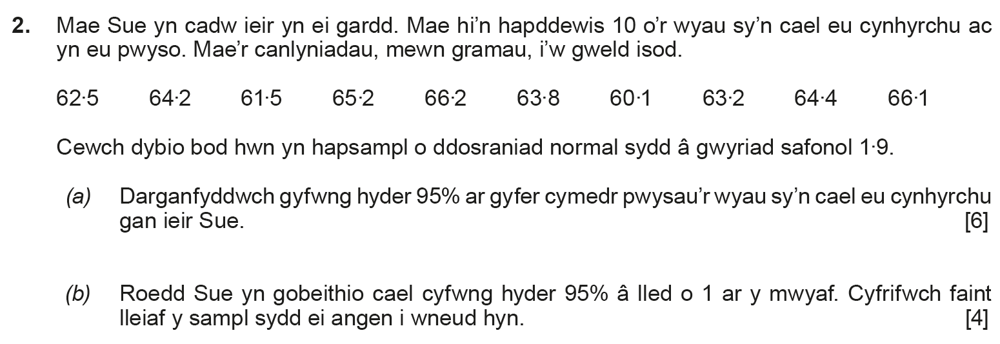 2. Mae Sue yn cadw ieir yn ei gardd. Mae hi'n hapddewis 10 o'r wyau sy'n cael eu cynhyrchu ac
yn eu pwyso. Mae'r canlyniadau, mewn gramau, i'w gweld isod.
62·5 64·2 61·5 65·2 66·2 63·8 60·1 63·2 64·4 66·1
Cewch dybio bod hwn yn hapsampl o ddosraniad normal sydd â gwyriad safonol 1·9.
(a) Darganfyddwch gyfwng hyder 95% ar gyfer cymedr pwysau'r wyau sy'n cael eu cynhyrchu
gan ieir Sue. [6]
(b) Roedd Sue yn gobeithio cael cyfwng hyder 95% â lled o 1 ar y mwyaf. Cyfrifwch faint
lleiaf y sampl sydd ei angen i wneud hyn. [4]